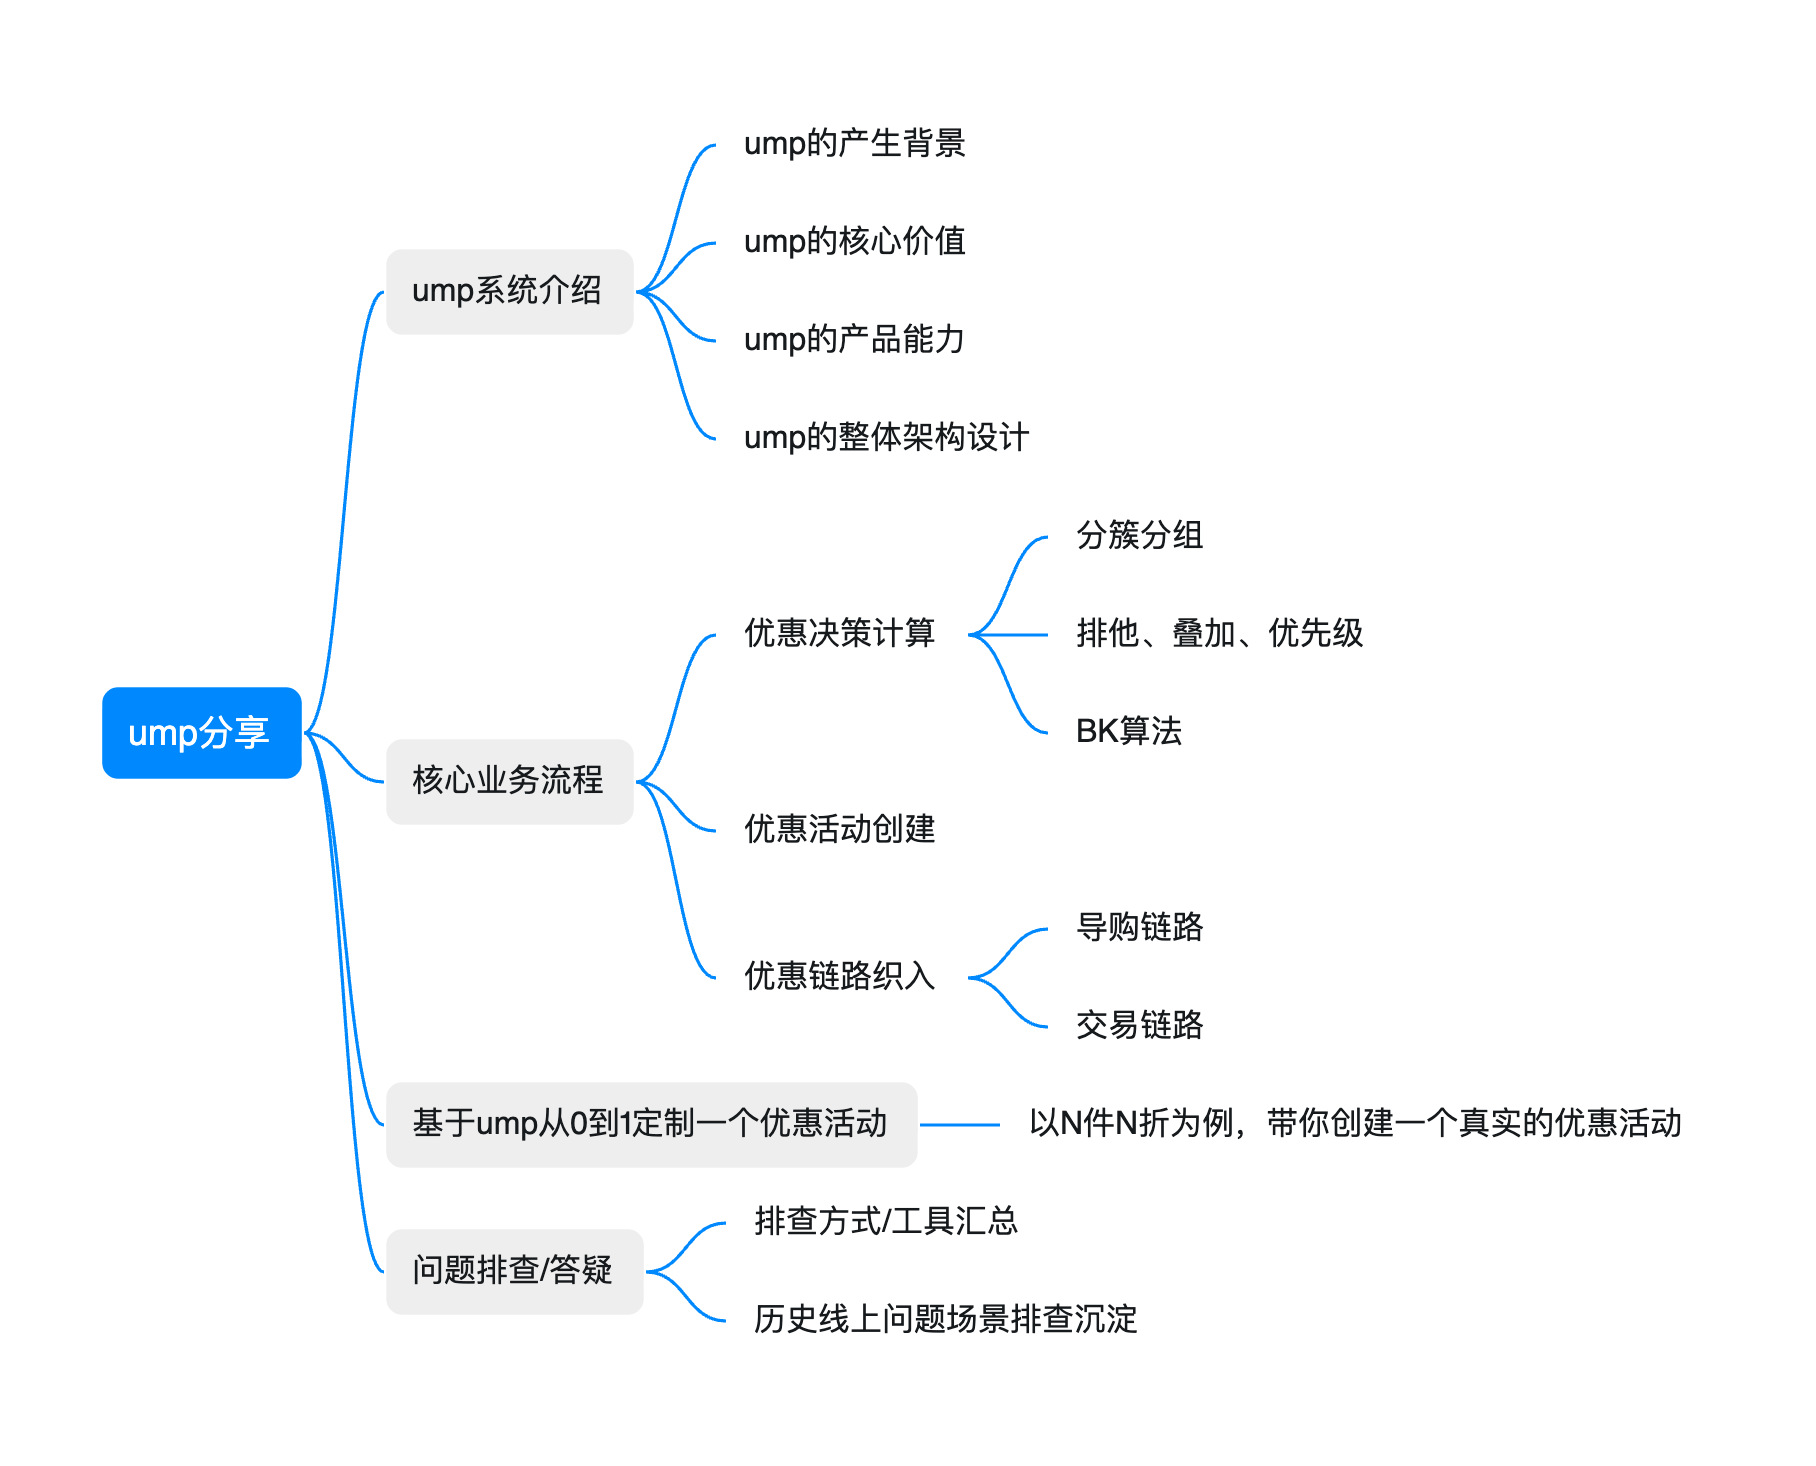 ump分享
ump系统介绍
ump的产生背景
ump的核心价值
ump的产品能力
ump的整体架构设计
核心业务流程
优惠决策计算
分簇分组
排他、叠加、优先级
BK算法
优惠活动创建
优惠链路织入
导购链路
交易链路
基于ump从0到1定制一个优惠活动
以N件N折为例，带你创建一个真实的优惠活动
问题排查/答疑
排查方式/工具汇总
历史线上问题场景排查沉淀